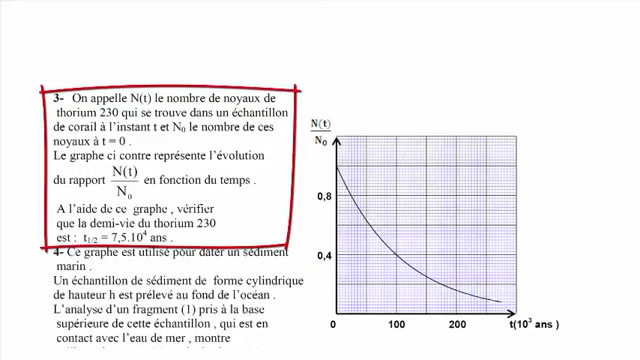 3- On appelle N(t) le nombre de noyaux de
thorium 230 qui se trouve dans un échantillon
de corail à l'instant t et N₀ le nombre de ces
noyaux à t = 0 .
Le graphe ci contre représente l'évolution
du rapport N(t)/N₀ en fonction du temps .
A l'aide de ce graphe , vérifier
que la demi-vie du thorium 230
est : t₁/₂ = 7,5.10⁴ ans .
4- Ce graphe est utilisé pour dater un sédiment
marin .
Un échantillon de sédiment de forme cylindrique
de hauteur h est prélevé au fond de l'océan .
L'analyse d'un fragment (1) pris à la base
supérieure de cette échantillon , qui est en
contact avec l'eau de mer , montre
N(t)
N₀
0,8
0,4
0 100 200 t(10³ ans )